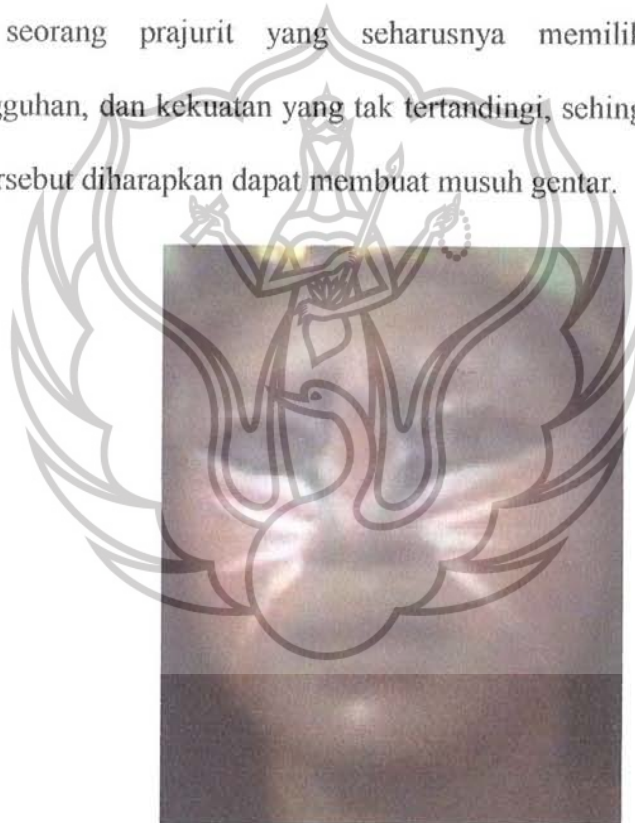 seorang prajurit yang seharusnya memilik
gguhan, dan kekuatan yang tak tertandingi, sehing
rsebut diharapkan dapat membuat musuh gentar.